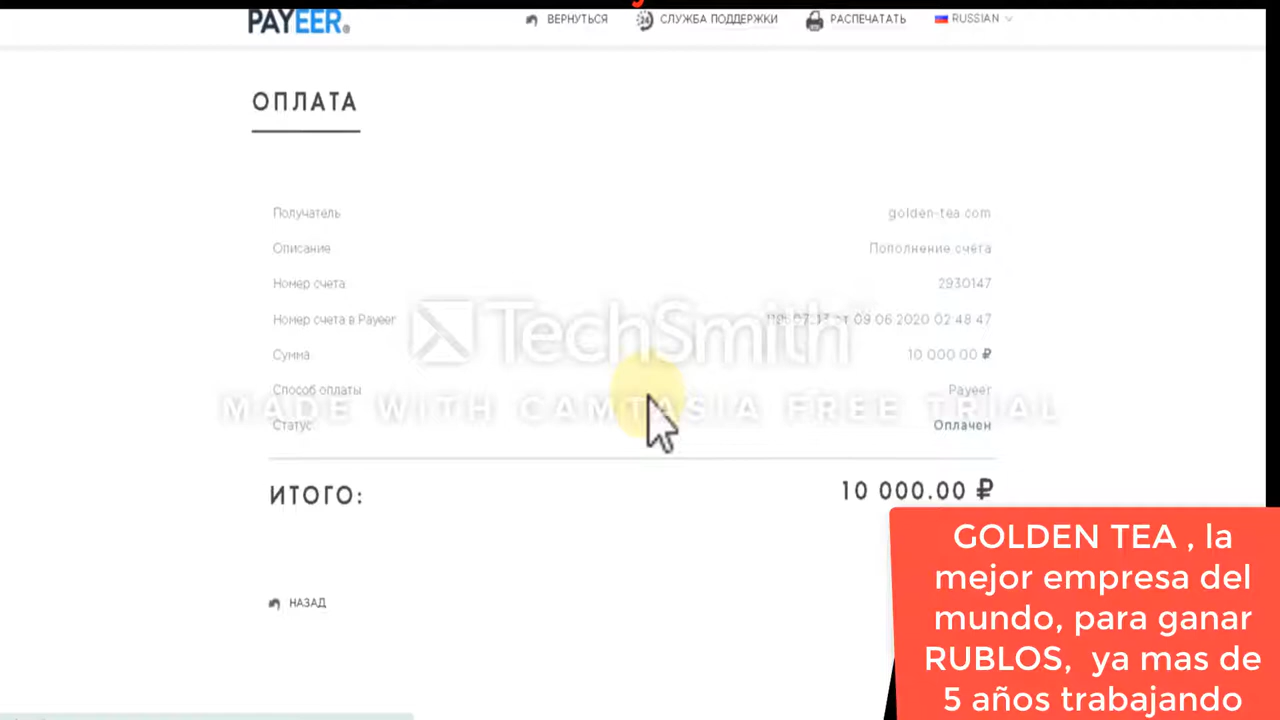 PAYEER®
ВЕРНУТЬСЯ
СЛУЖБА ПОДДЕРЖКИ
РАСПЕЧАТАТЬ
RUSSIAN
ОПЛАТА
Получатель golden-tea.com
Описание Пополнение счёта
Номер счета 2930147
Номер счета в Payeer от 09 06 2020 02 48 47
Сумма 10 000 00 ₽
TechSmith
Способ оплаты Payeer
MADE WITH CAMTASIA FREE TRIAL
Статус Оплачен
ИТОГО: 10 000.00 ₽
НАЗАД
GOLDEN TEA , la
mejor empresa del
mundo, para ganar
RUBLOS, ya mas de
5 años trabajando